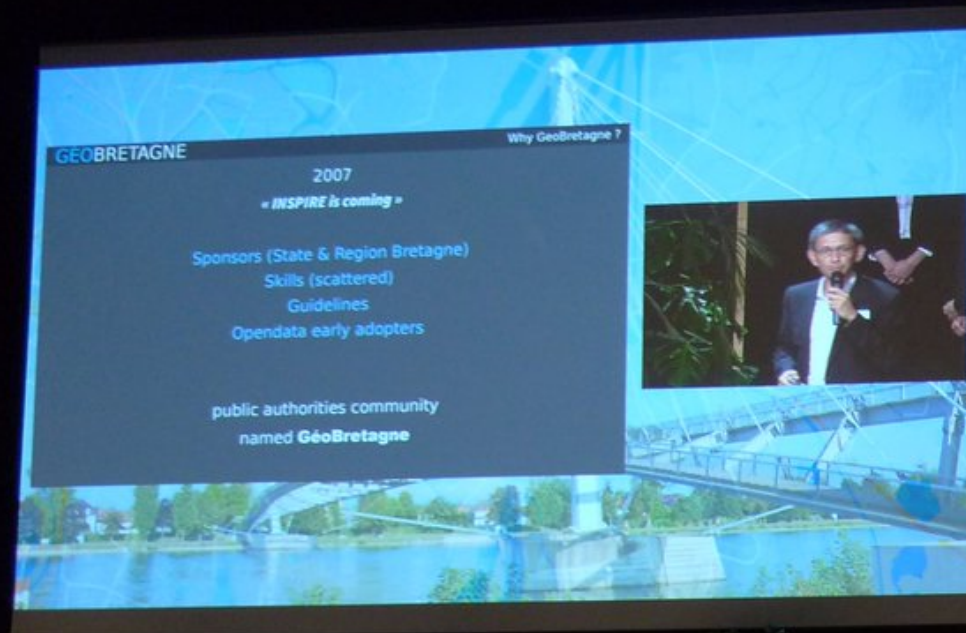 GEOBRETAGNE
Why GeoBretagne ?
2007
« INSPIRE is coming »
Sponsors (State & Region Bretagne)
Skills (scattered)
Guidelines
Opendata early adopters
public authorities community
named GéoBretagne